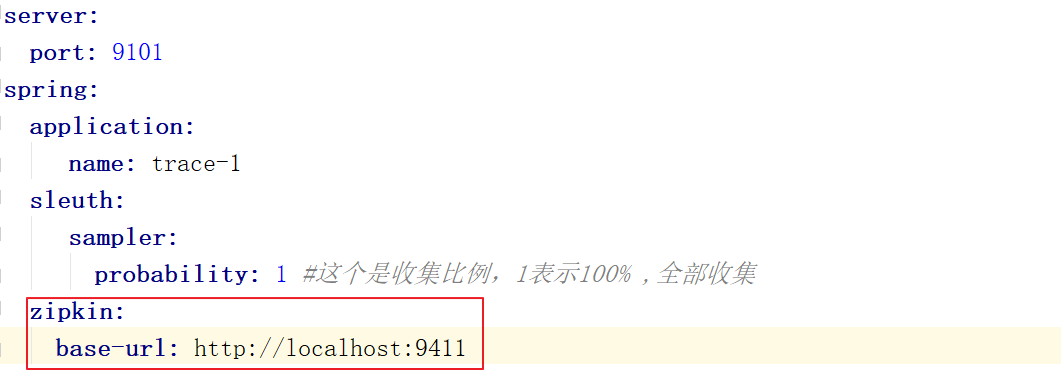 server:
  port: 9101
spring:
  application:
     name: trace-1
  sleuth:
     sampler:
       probability: 1 #这个是收集比例，1表示100% ,全部收集
  zipkin:
    base-url: http://localhost:9411